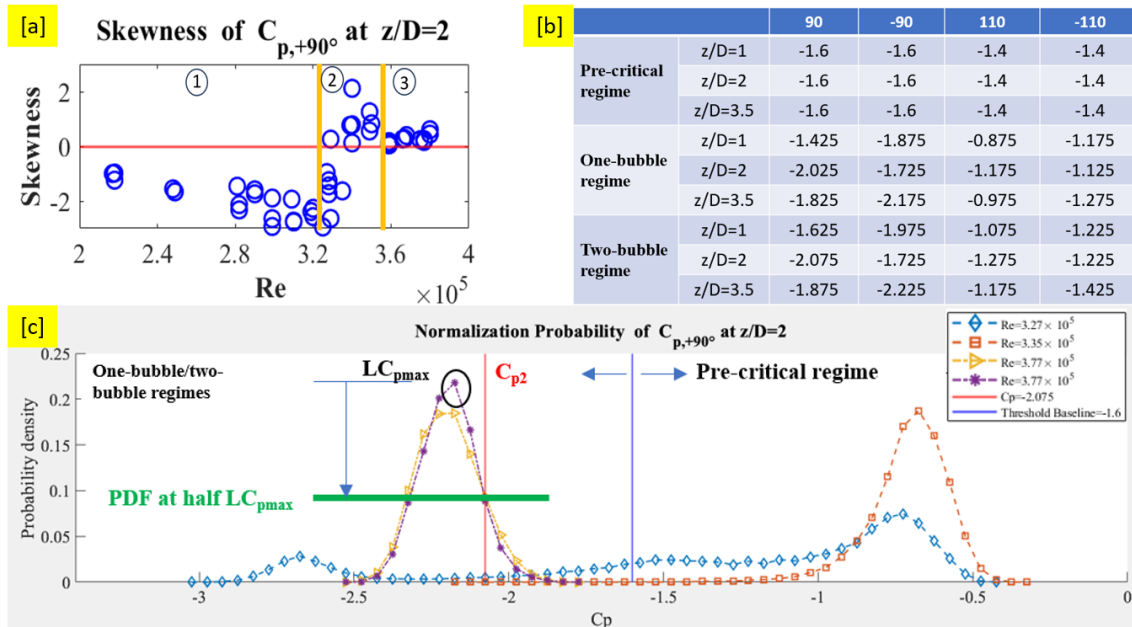 [a]
Skewness of C_p,+90° at z/D=2
1
2
3
2
0
-2
Skewness
2 2.4 2.8 3.2 3.6 4
Re
×10^5
[b]
90 -90 110 -110
Pre-critical regime
z/D=1 -1.6 -1.6 -1.4 -1.4
z/D=2 -1.6 -1.6 -1.4 -1.4
z/D=3.5 -1.6 -1.6 -1.4 -1.4
One-bubble regime
z/D=1 -1.425 -1.875 -0.875 -1.175
z/D=2 -2.025 -1.725 -1.175 -1.125
z/D=3.5 -1.825 -2.175 -0.975 -1.275
Two-bubble regime
z/D=1 -1.625 -1.975 -1.075 -1.225
z/D=2 -2.075 -1.725 -1.275 -1.225
z/D=3.5 -1.875 -2.225 -1.175 -1.425
[c]
Normalization Probability of C_p,+90° at z/D=2
0.25
0.2
0.15
0.1
0.05
0
Probability density
One-bubble/two-
bubble regimes
LC_pmax
C_p2
Pre-critical regime
PDF at half LC_pmax
Re=3.27× 10^5
Re=3.35× 10^5
Re=3.77× 10^5
Re=3.77× 10^5
Cp=-2.075
Threshold Baseline=-1.6
-3 -2.5 -2 -1.5 -1 -0.5 0
Cp